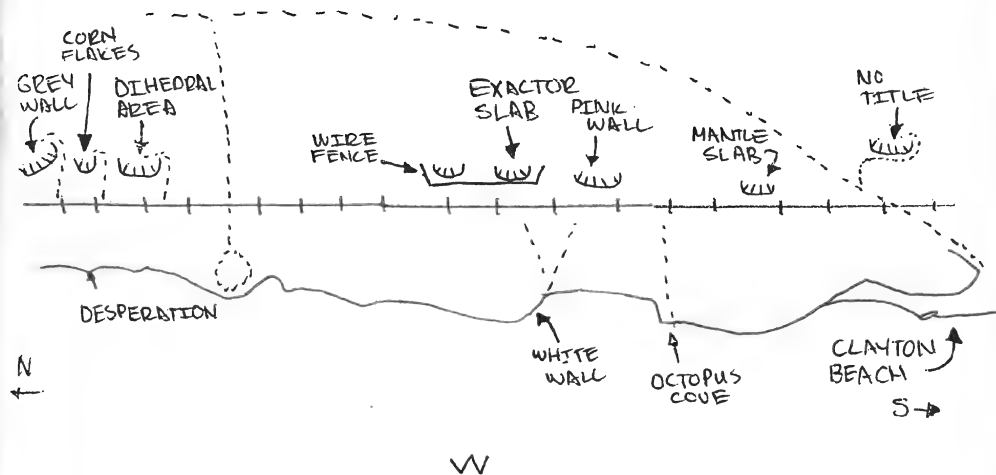 CORN
FLAKES
GREY
WALL
DIHEDRAL
AREA
WIRE
FENCE
EXACTOR
SLAB
PINK
WALL
MANTLE
SLAB
NO
TITLE
DESPERATION
WHITE
WALL
OCTOPUS
COVE
CLAYTON
BEACH
N
S
W